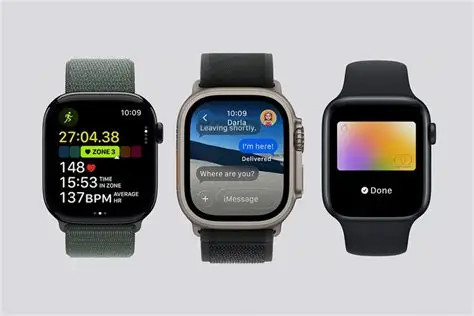 10:09
27:04.38
ZONE 3
148
15:53 TIME IN ZONE
137BPM AVERAGE HR
10:09
Darla
Leaving shortly.
I'm here!
Delivered
Where are you?
iMessage
Done